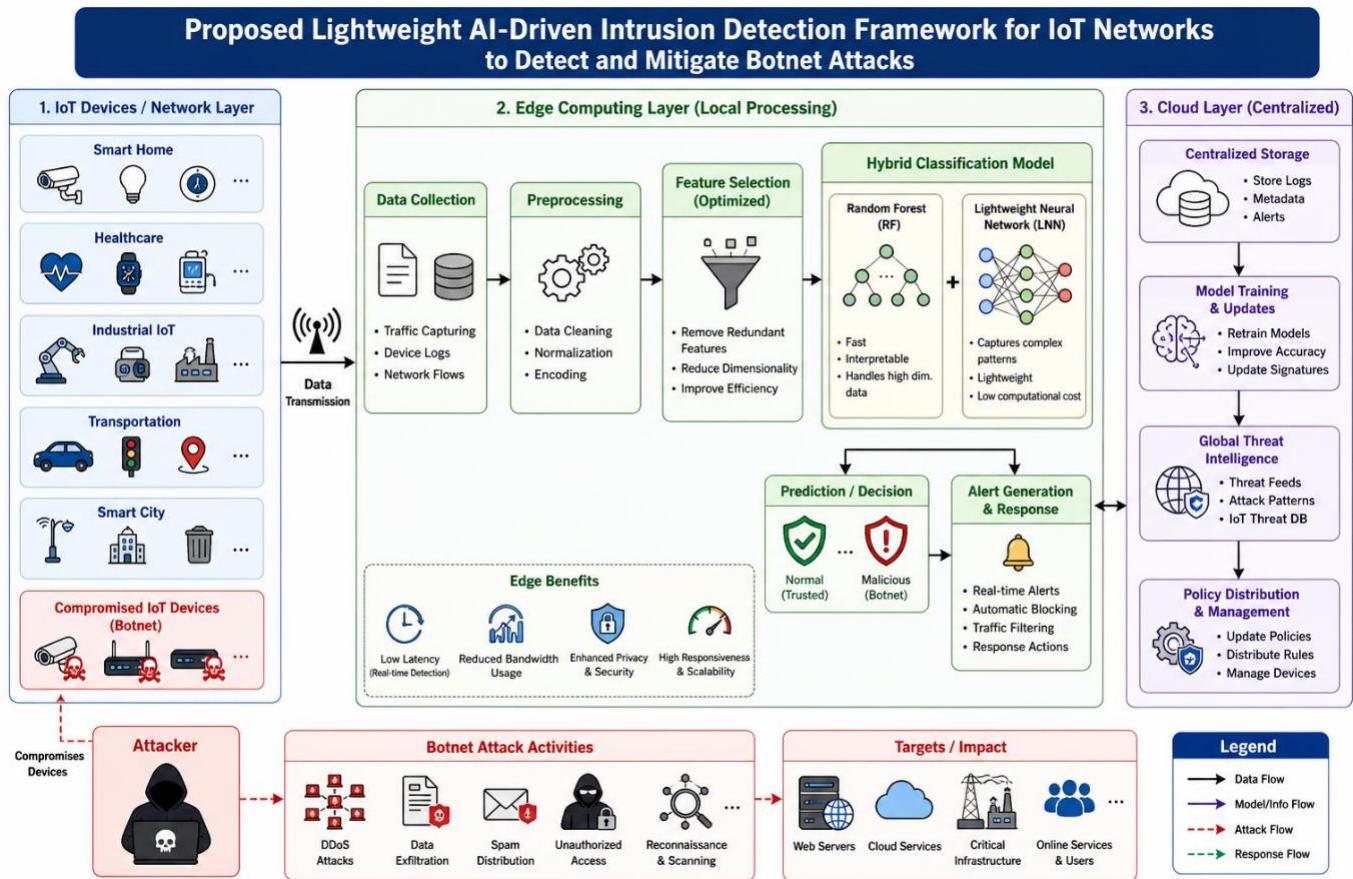 Proposed Lightweight AI-Driven Intrusion Detection Framework for IoT Networks
to Detect and Mitigate Botnet Attacks
1. IoT Devices / Network Layer
Smart Home
...
Healthcare
...
Industrial IoT
...
Transportation
...
Smart City
...
Compromised IoT Devices
(Botnet)
...
Data
Transmission
2. Edge Computing Layer (Local Processing)
Data Collection
• Traffic Capturing
• Device Logs
• Network Flows
Preprocessing
• Data Cleaning
• Normalization
• Encoding
Feature Selection
(Optimized)
• Remove Redundant
Features
• Reduce Dimensionality
• Improve Efficiency
Hybrid Classification Model
Random Forest
(RF)
...
• Fast
• Interpretable
• Handles high dim.
data
+
Lightweight Neural
Network (LNN)
• Captures complex
patterns
• Lightweight
• Low computational cost
Prediction / Decision
...
Normal
(Trusted)
Malicious
(Botnet)
Alert Generation
& Response
• Real-time Alerts
• Automatic Blocking
• Traffic Filtering
• Response Actions
Edge Benefits
Low Latency
(Real-time Detection)
Reduced Bandwidth
Usage
Enhanced Privacy
& Security
High Responsiveness
& Scalability
3. Cloud Layer (Centralized)
Centralized Storage
• Store Logs
• Metadata
• Alerts
Model Training
& Updates
• Retrain Models
• Improve Accuracy
• Update Signatures
Global Threat
Intelligence
• Threat Feeds
• Attack Patterns
• IoT Threat DB
Policy Distribution
& Management
• Update Policies
• Distribute Rules
• Manage Devices
Compromises
Devices
Attacker
Botnet Attack Activities
DDoS
Attacks
Data
Exfiltration
Spam
Distribution
Unauthorized
Access
Reconnaissance
& Scanning
...
Targets / Impact
Web Servers
Cloud Services
Critical
Infrastructure
Online Services
& Users
...
Legend
Data Flow
Model/Info Flow
Attack Flow
Response Flow